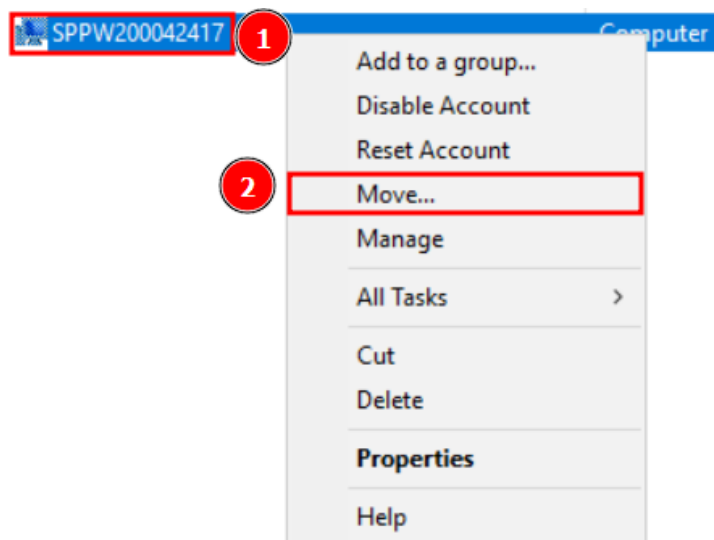 SPPW200042417
1
Computer
Add to a group...
Disable Account
Reset Account
2
Move...
Manage
All Tasks
Cut
Delete
Properties
Help